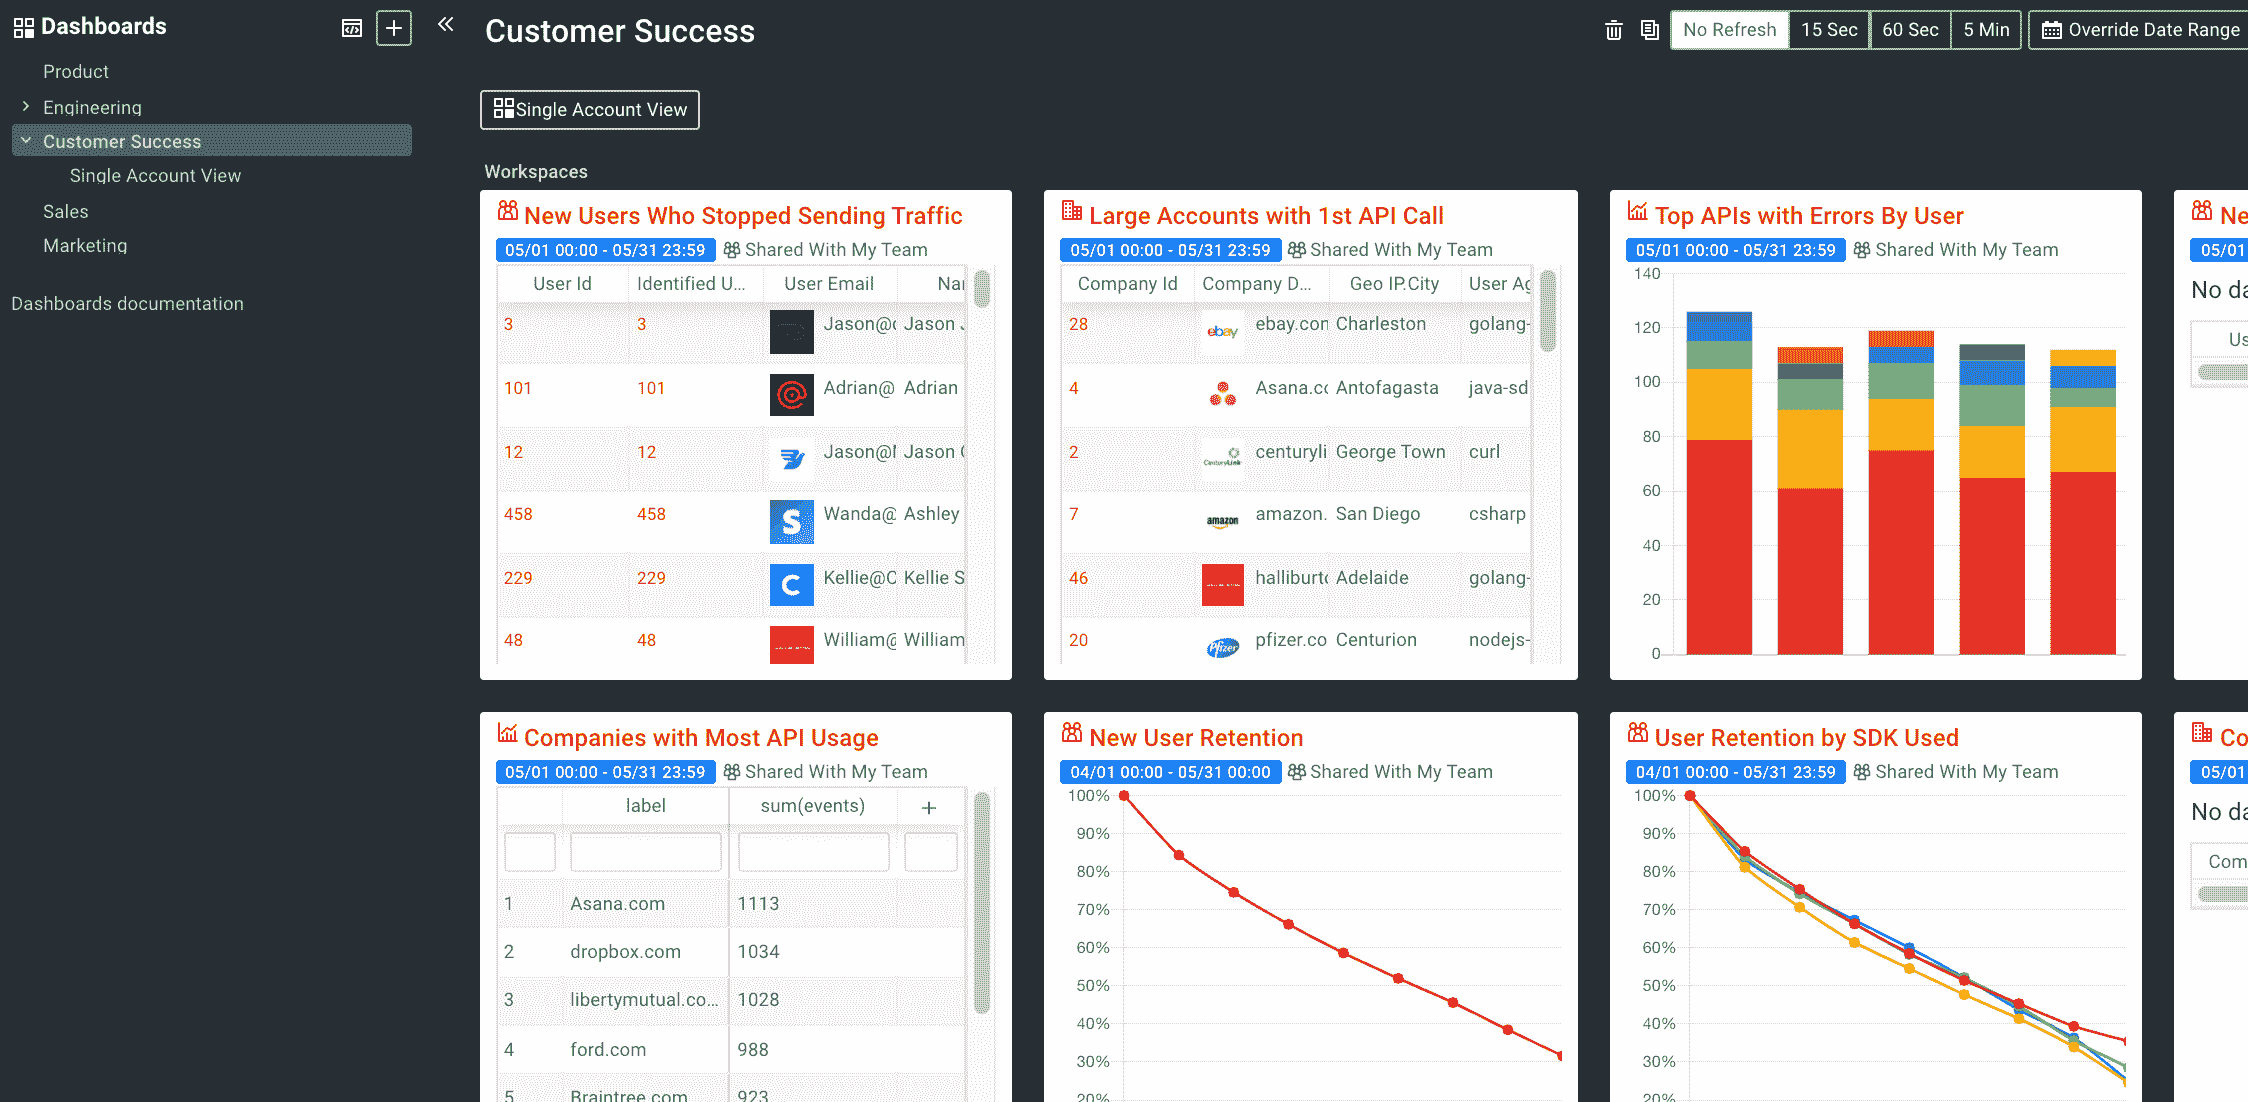 Dashboards
Product
Engineering
Customer Success
Single Account View
Sales
Marketing
Dashboards documentation
Customer Success
No Refresh 15 Sec 60 Sec 5 Min Override Date Range
Single Account View
Workspaces
New Users Who Stopped Sending Traffic
05/01 00:00 - 05/31 23:59 Shared With My Team
User Id Identified U... User Email Nar
3 3 Jason@ Jason
101 101 Adrian@ Adrian
12 12 Jason@ Jason
458 458 Wanda@ Ashley
229 229 Kellie@C Kellie S
48 48 William@ William
Large Accounts with 1st API Call
05/01 00:00 - 05/31 23:59 Shared With My Team
Company Id Company D... Geo IP.City User Ag
28 ebay ebay.com Charleston golang-
4 Asana.co Antofagasta java-sd
2 CenturyLink centuryli George Town curl
7 amazon amazon. San Diego csharp
46 halliburto Adelaide golang-
20 Pfizer pfizer.co Centurion nodejs-
Top APIs with Errors By User
05/01 00:00 - 05/31 23:59 Shared With My Team
140
120
100
80
60
40
20
0
Ne
05/01
No da
Us
Companies with Most API Usage
05/01 00:00 - 05/31 23:59 Shared With My Team
label sum(events) +
1 Asana.com 1113
2 dropbox.com 1034
3 libertymutual.co... 1028
4 ford.com 988
5 Braintree.com 923
New User Retention
04/01 00:00 - 05/31 00:00 Shared With My Team
100%
90%
80%
70%
60%
50%
40%
30%
20%
User Retention by SDK Used
04/01 00:00 - 05/31 23:59 Shared With My Team
100%
90%
80%
70%
60%
50%
40%
30%
20%
Co
05/01
No da
Com